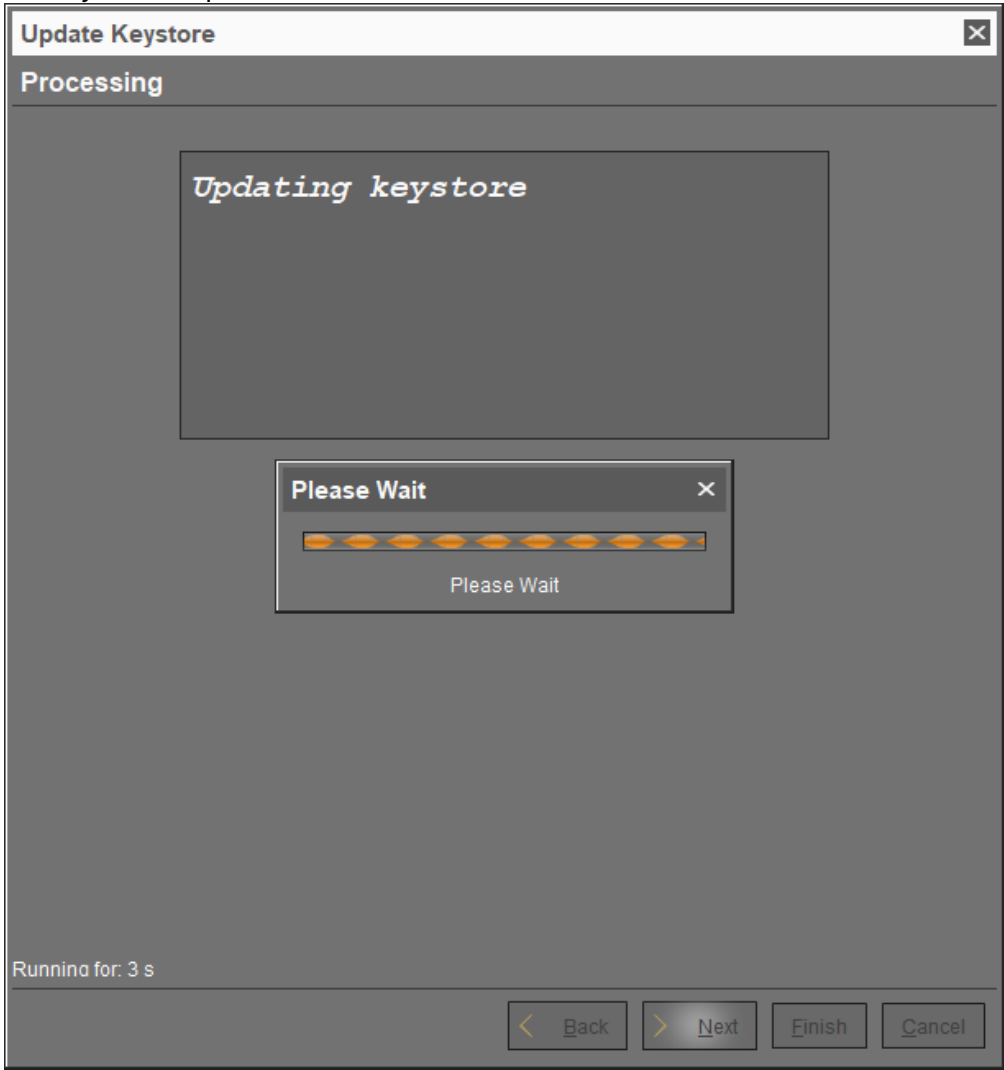 Update Keystore
Processing
Updating keystore
Please Wait
Please Wait
Running for: 3 s
Back
Next
Finish
Cancel